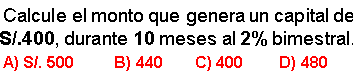 Calcule el monto que genera un capital de
S/.400, durante 10 meses al 2% bimestral.
A) S/. 500 B) 440 C) 400 D) 480